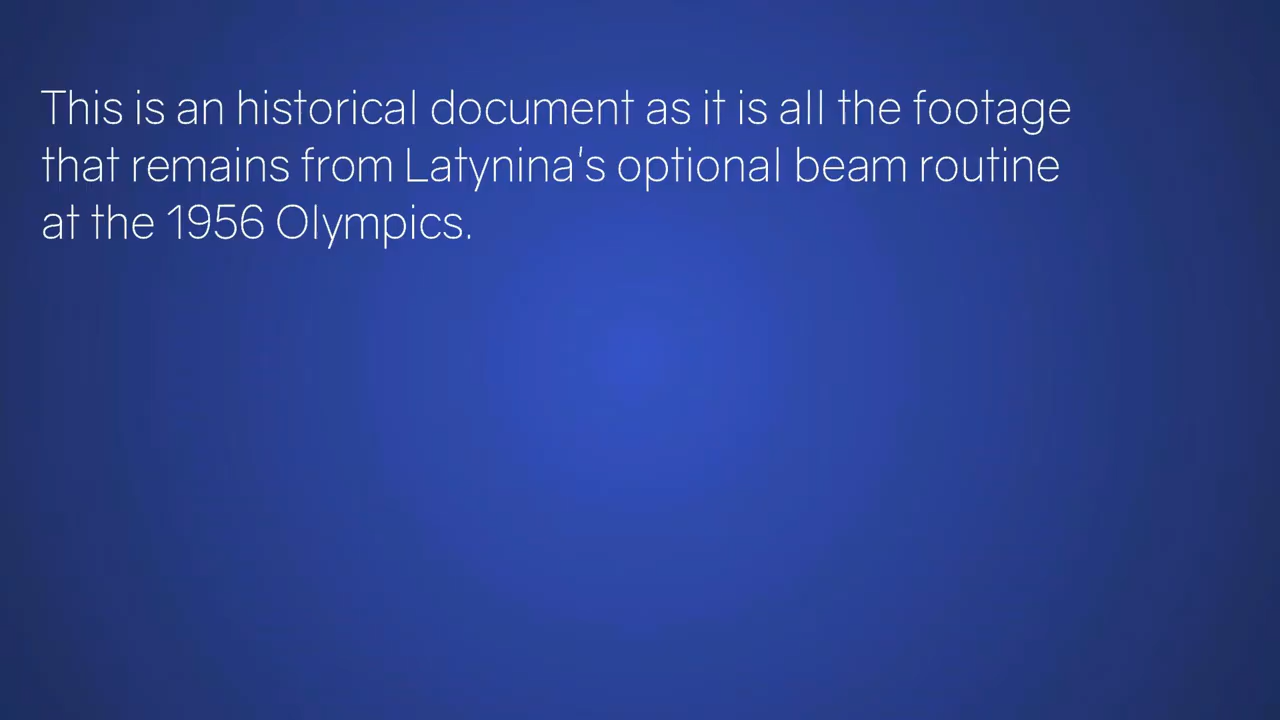 This is an historical document as it is all the footage
that remains from Latynina's optional beam routine
at the 1956 Olympics.